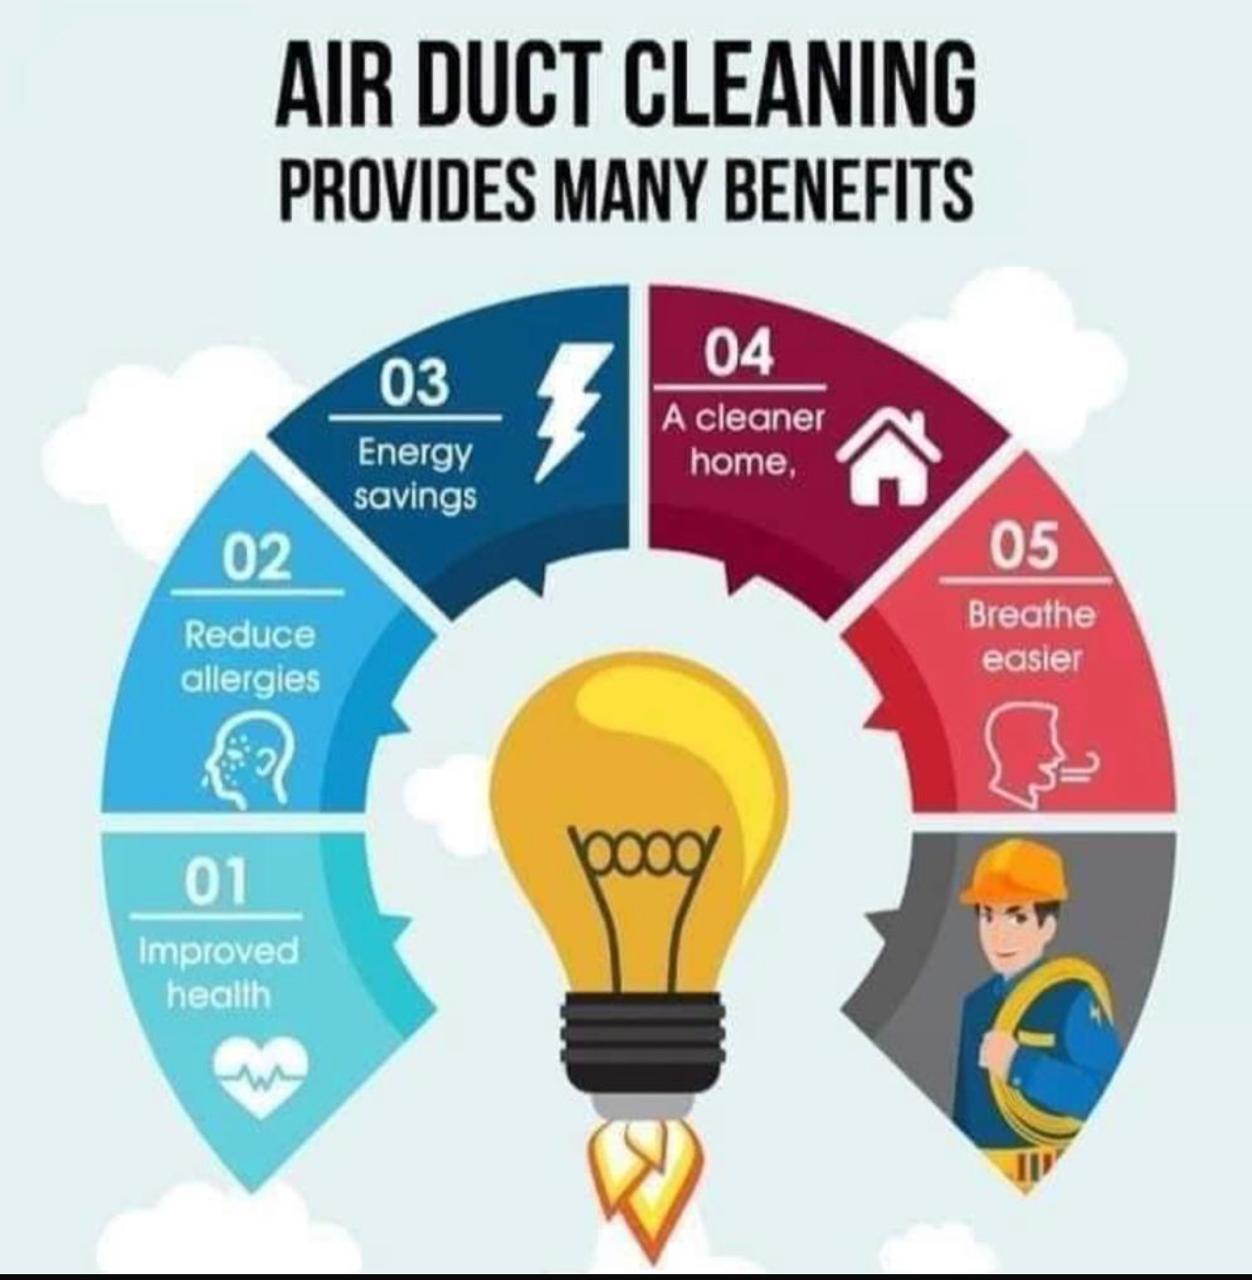 AIR DUCT CLEANING
PROVIDES MANY BENEFITS
01
Improved
health
02
Reduce
allergies
03
Energy
savings
04
A cleaner
home,
05
Breathe
easier